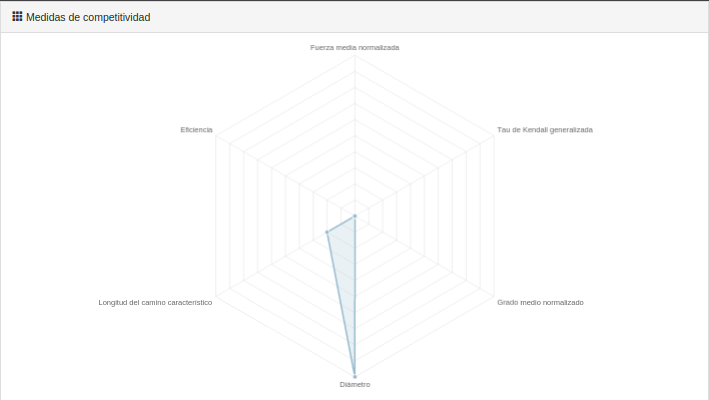 Medidas de competitividad
Fuerza media normalizada
Eficiencia
Tau de Kendall generalizada
Longitud del camino característico
Grado medio normalizado
Diámetro